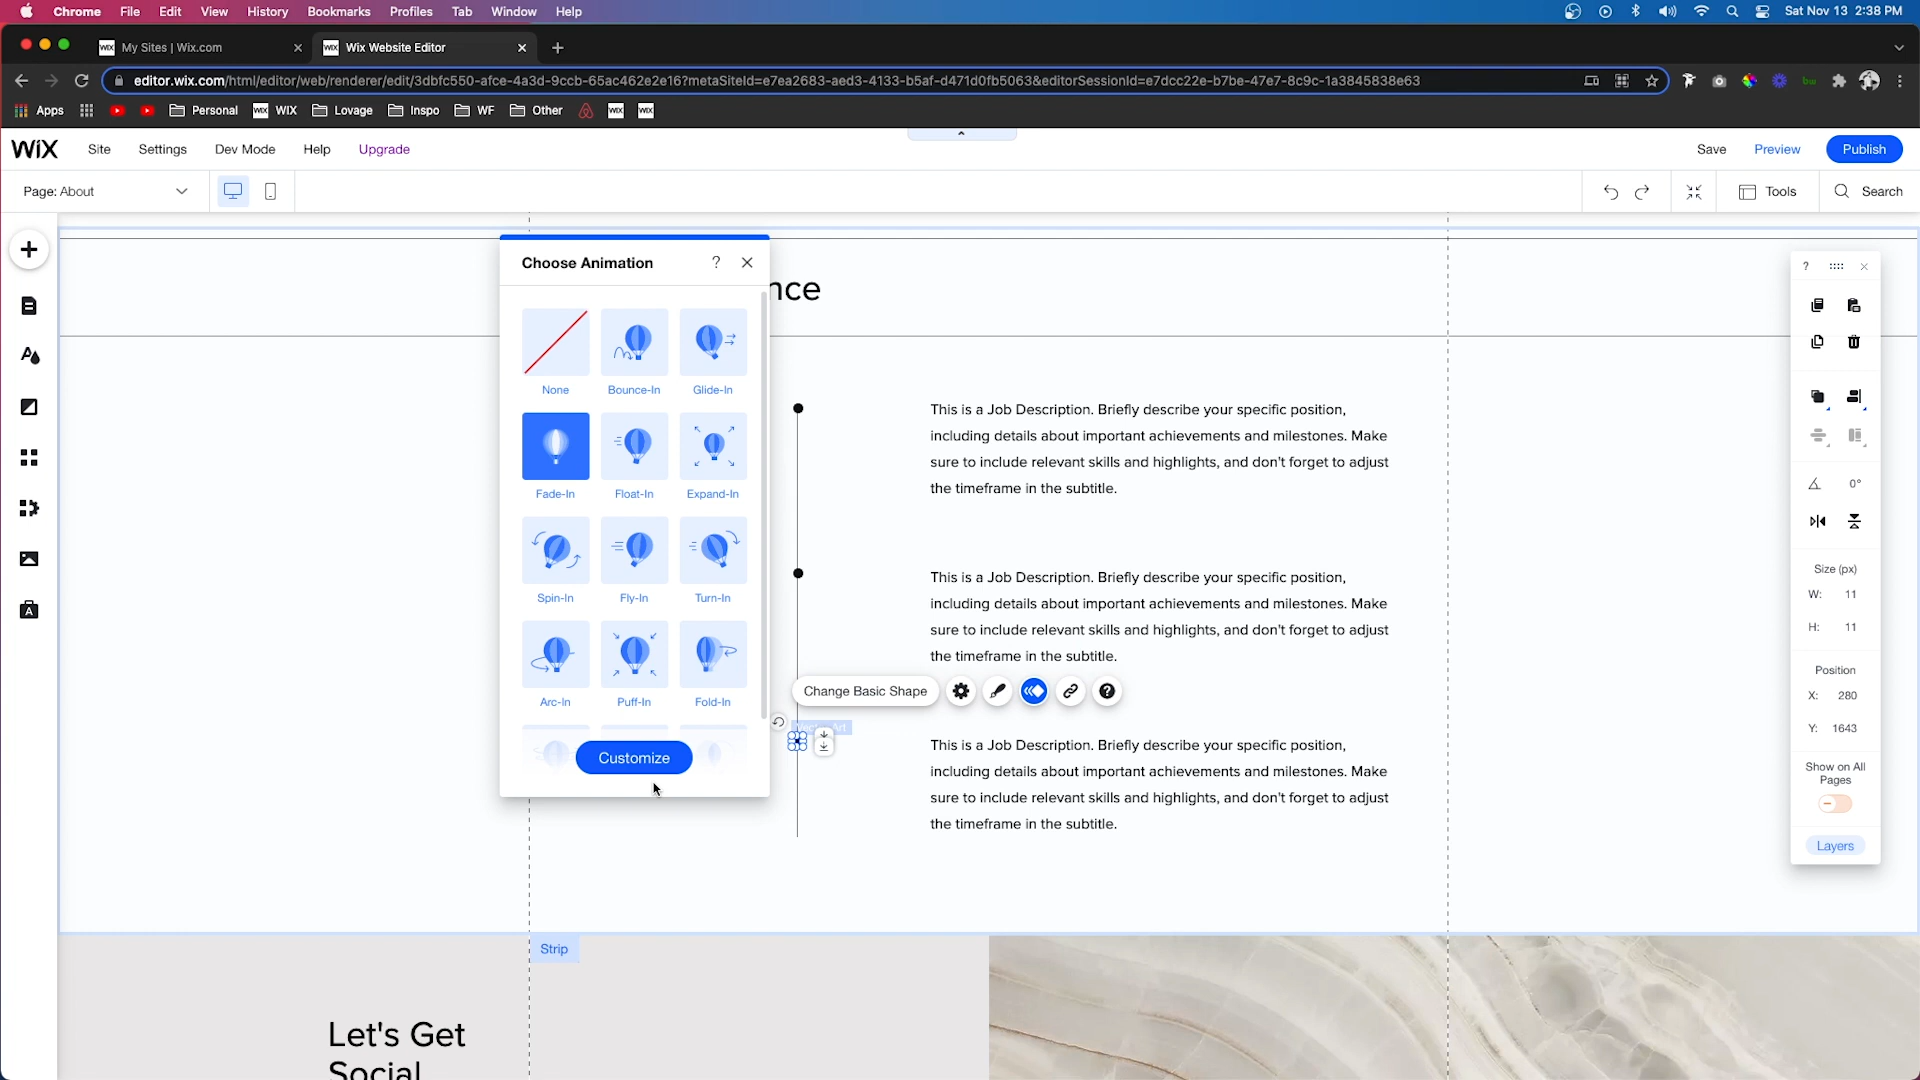 Chrome File Edit View History Bookmarks Profiles Tab Window Help Sat Nov 13 2:38 PM
WIX My Sites | Wix.com WIX Wix Website Editor
editor.wix.com/html/editor/web/renderer/edit/3dbfc550-afce-4a3d-9ccb-65ac462e2e16?metaSiteId=e7ea2683-aed3-4133-b5af-d471d0fb5063&editorSessionId=e7dcc22e-b7be-47e7-8c9c-1a3845838e63
Apps Personal WIX WIX Lovage Inspo WF Other WIX WIX
WIX Site Settings Dev Mode Help Upgrade Save Preview Publish
Page: About Tools Search
Choose Animation ?
nce
None Bounce-In Glide-In
Fade-In Float-In Expand-In
Spin-In Fly-In Turn-In
Arc-In Puff-In Fold-In
Customize
This is a Job Description. Briefly describe your specific position,
including details about important achievements and milestones. Make
sure to include relevant skills and highlights, and don't forget to adjust
the timeframe in the subtitle.
This is a Job Description. Briefly describe your specific position,
including details about important achievements and milestones. Make
sure to include relevant skills and highlights, and don't forget to adjust
the timeframe in the subtitle.
Change Basic Shape ?
Vector Art
This is a Job Description. Briefly describe your specific position,
including details about important achievements and milestones. Make
sure to include relevant skills and highlights, and don't forget to adjust
the timeframe in the subtitle.
?
0°
Size (px)
W: 11
H: 11
Position
X: 280
Y: 1643
Show on All
Pages
Layers
Strip
Let's Get
Social